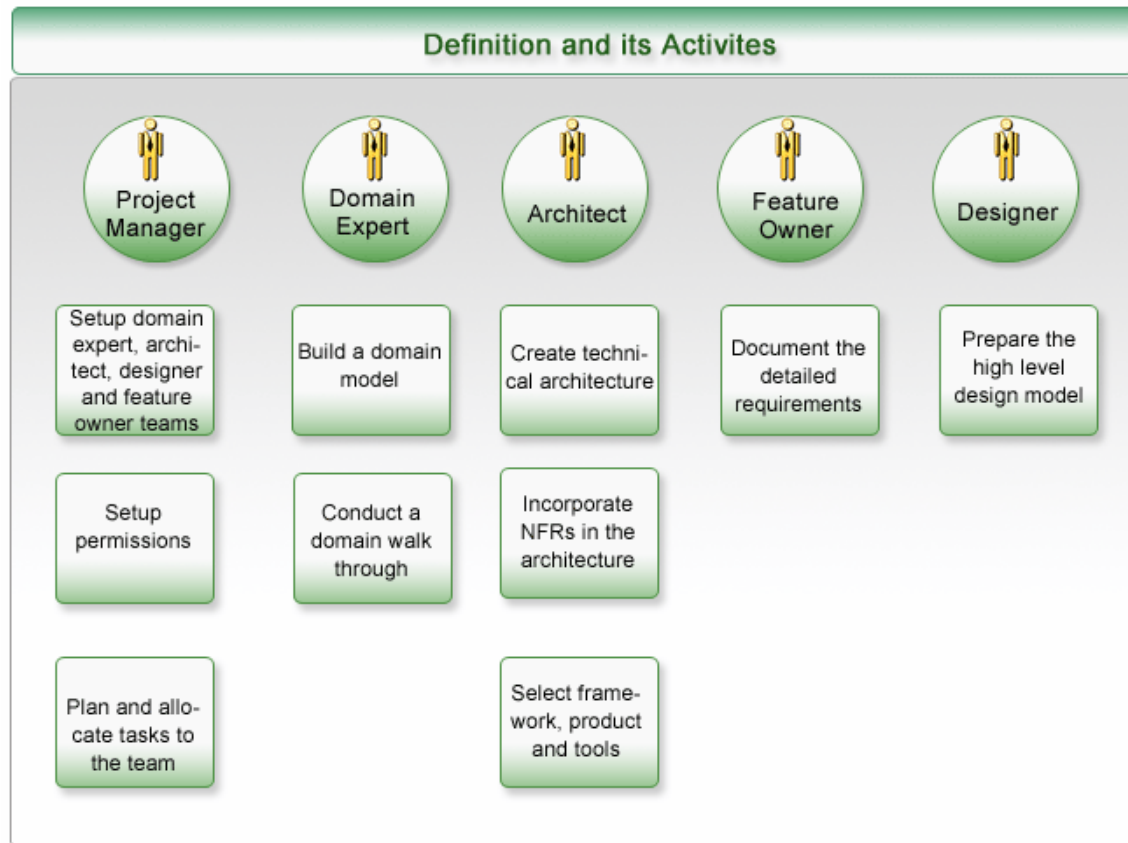 Definition and its Activites
Project
Manager
Domain
Expert
Architect
Feature
Owner
Designer
Setup domain
expert, archi-
tect, designer
and feature
owner teams
Build a domain
model
Create techni-
cal architecture
Document the
detailed
requirements
Prepare the
high level
design model
Setup
permissions
Conduct a
domain walk
through
Incorporate
NFRs in the
architecture
Plan and allo-
cate tasks to
the team
Select frame-
work, product
and tools